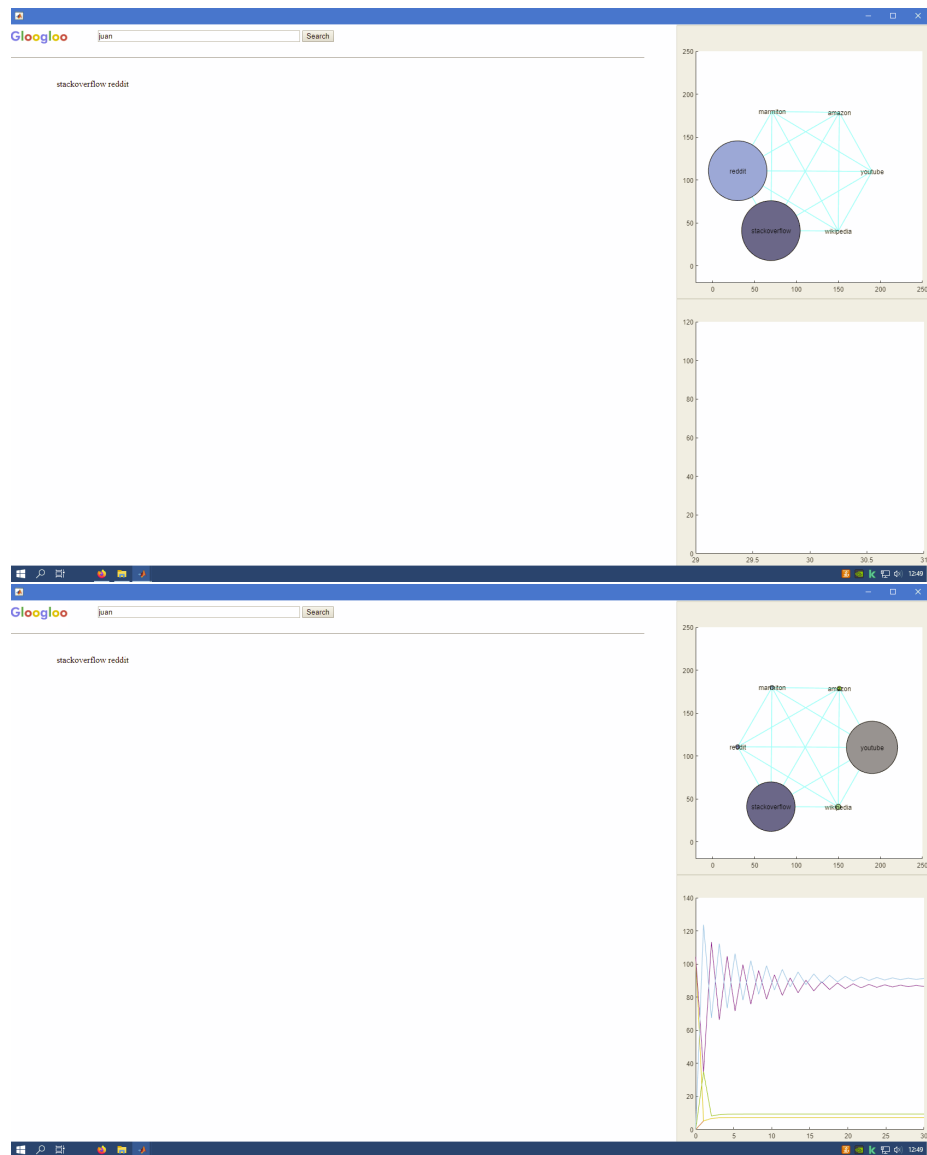 Gloogloo juan Search
stackoverflow reddit
250
200
150
100
50
0
0 50 100 150 200 250
marmiton amazon
reddit youtube
stackoverflow wikipedia
120
100
80
60
40
20
0
29 29.5 30 30.5 31
12:49
Gloogloo juan Search
stackoverflow reddit
250
200
150
100
50
0
0 50 100 150 200 250
marmiton amazon
reddit youtube
stackoverflow wikipedia
140
120
100
80
60
40
20
0
0 5 10 15 20 25 30
12:49